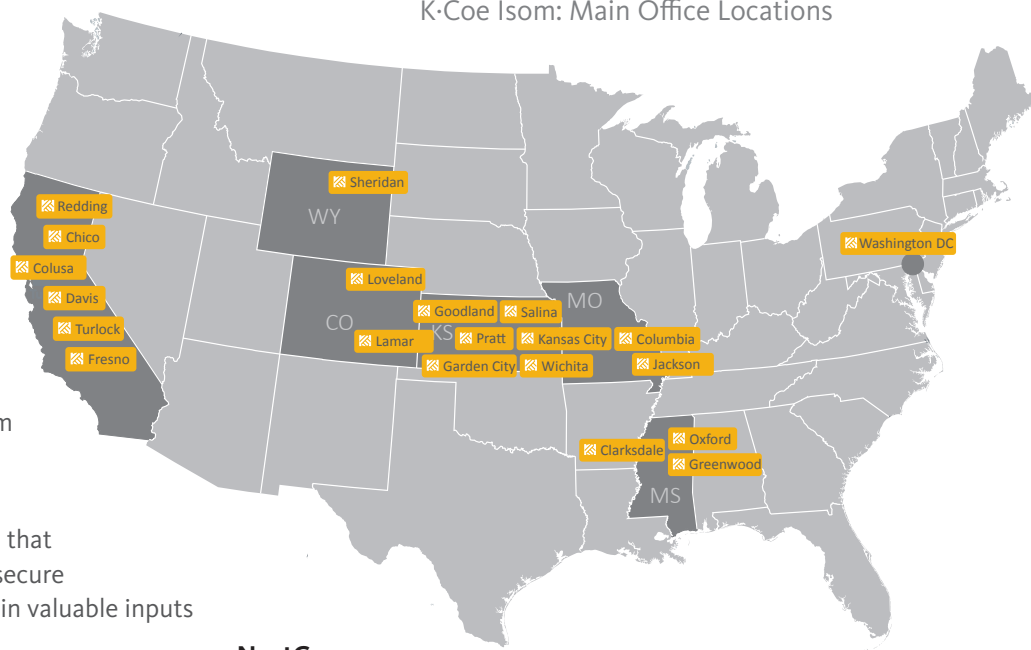 K·Coe Isom: Main Office Locations
Sheridan
WY
Redding
Chico
Colusa
Davis
Turlock
Fresno
Washington DC
Loveland
CO
Lamar
Goodland
Salina
KS
Pratt
Kansas City
Garden City
Wichita
MO
Columbia
Jackson
Clarksdale
Oxford
Greenwood
MS
that
secure
in valuable inputs